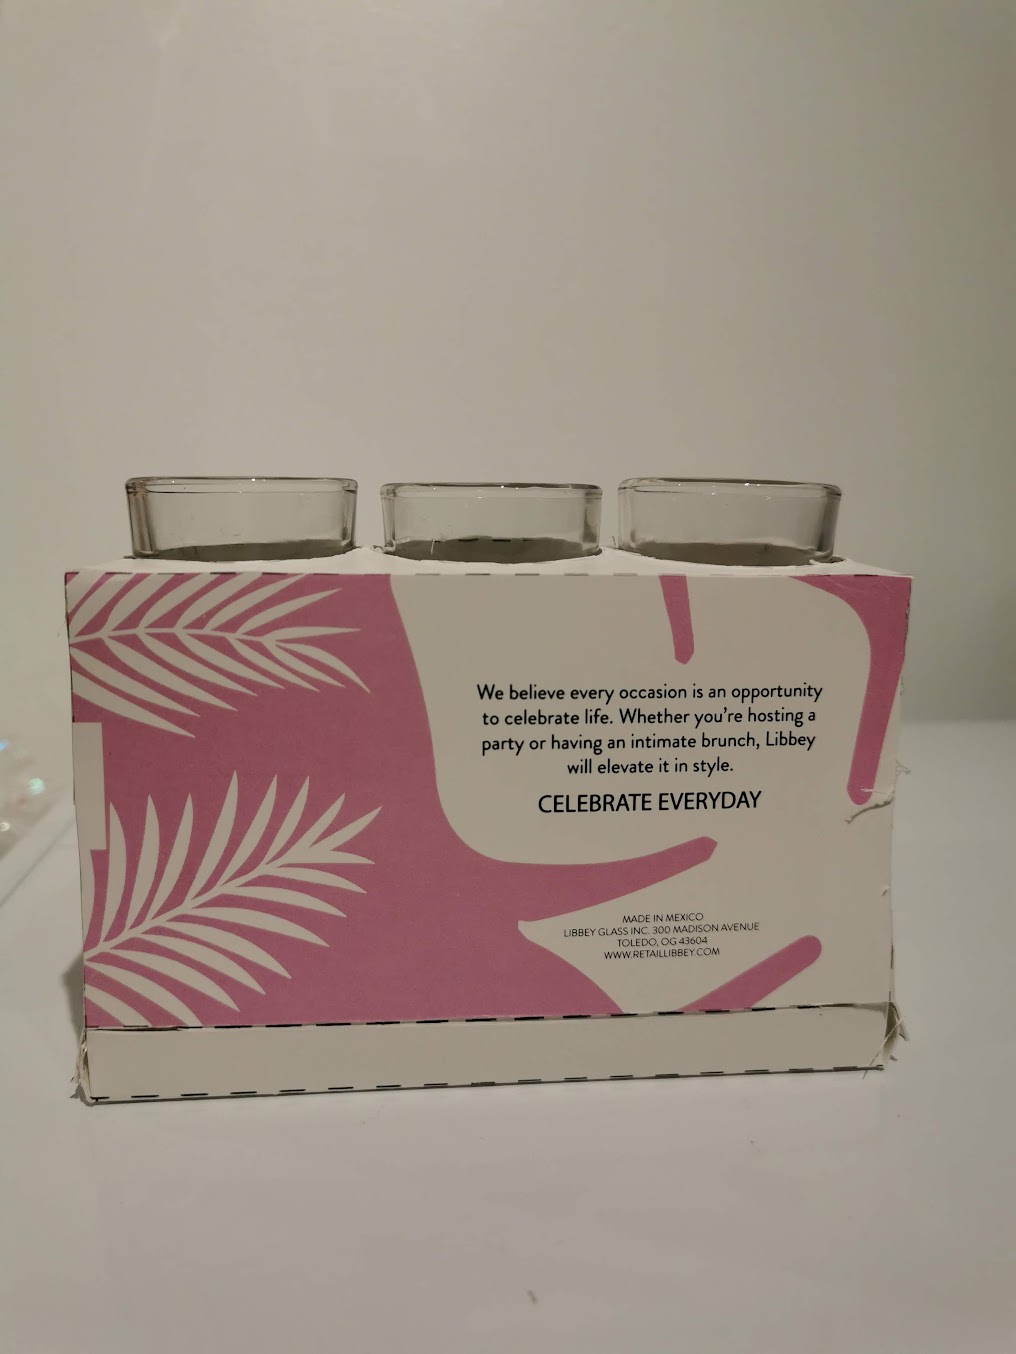 We believe every occasion is an opportunity
to celebrate life. Whether you're hosting a
party or having an intimate brunch, Libbey
will elevate it in style.
CELEBRATE EVERYDAY
MADE IN MEXICO
LIBBEY GLASS INC. 300 MADISON AVENUE
TOLEDO, OG 43604
WWW.RETAILLIBBEY.COM